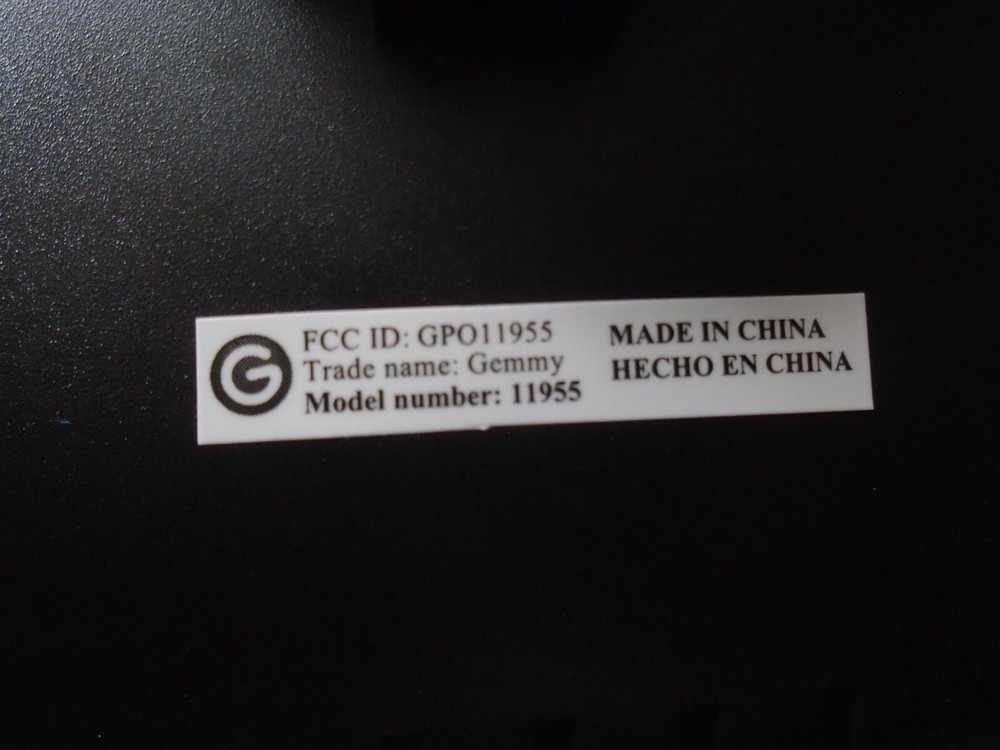 FCC ID: GPO11955
Trade name: Gemmy
Model number: 11955
MADE IN CHINA
HECHO EN CHINA